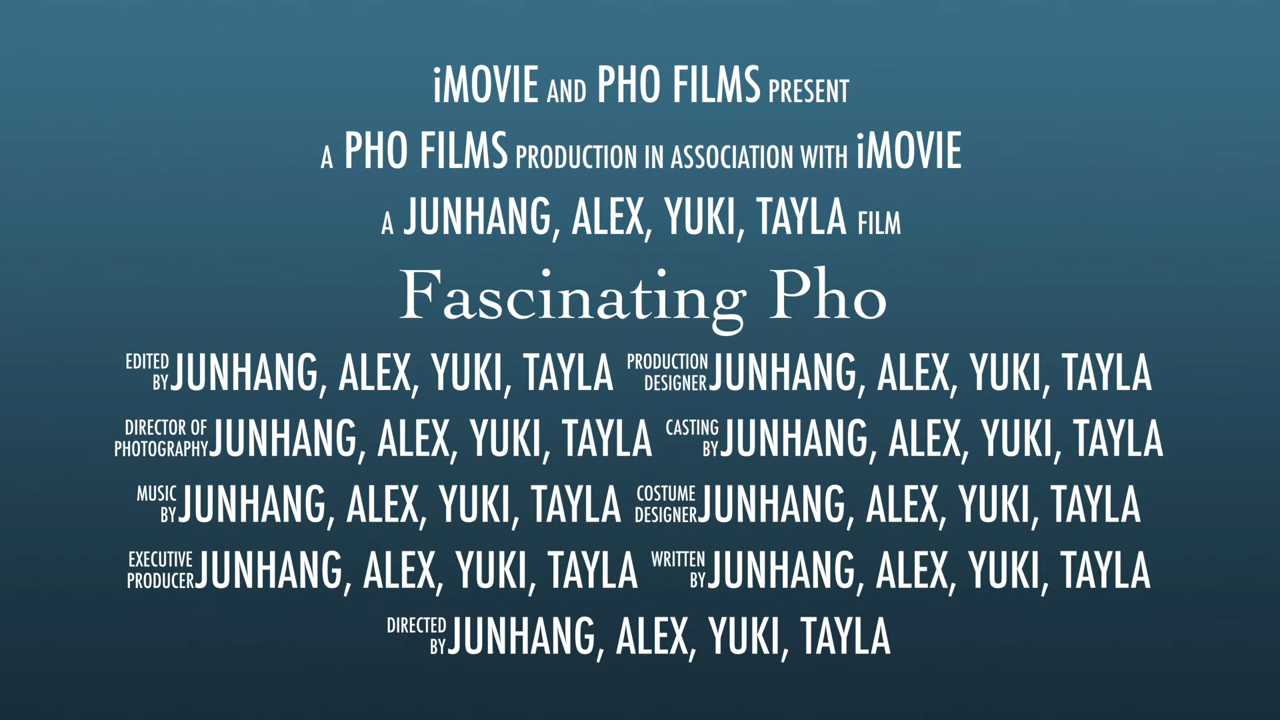 iMOVIE AND PHO FILMS PRESENT
A PHO FILMS PRODUCTION IN ASSOCIATION WITH iMOVIE
A JUNHANG, ALEX, YUKI, TAYLA FILM
Fascinating Pho
EDITED BY JUNHANG, ALEX, YUKI, TAYLA PRODUCTION DESIGNER JUNHANG, ALEX, YUKI, TAYLA
DIRECTOR OF PHOTOGRAPHY JUNHANG, ALEX, YUKI, TAYLA CASTING BY JUNHANG, ALEX, YUKI, TAYLA
MUSIC BY JUNHANG, ALEX, YUKI, TAYLA COSTUME DESIGNER JUNHANG, ALEX, YUKI, TAYLA
EXECUTIVE PRODUCER JUNHANG, ALEX, YUKI, TAYLA WRITTEN BY JUNHANG, ALEX, YUKI, TAYLA
DIRECTED BY JUNHANG, ALEX, YUKI, TAYLA